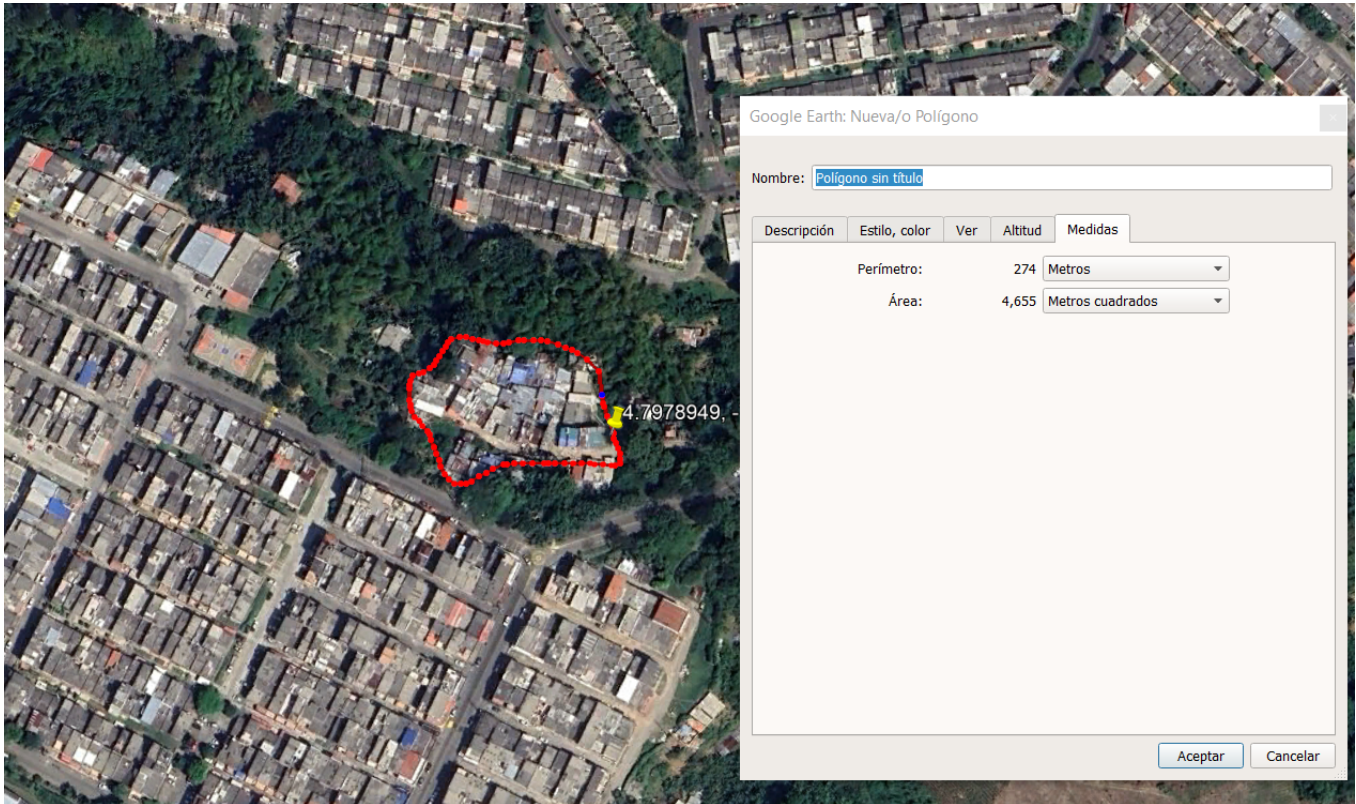 Google Earth: Nueva/o Polígono
Nombre: Polígono sin título
Descripción Estilo, color Ver Altitud Medidas
Perímetro: 274 Metros
Área: 4,655 Metros cuadrados
4.7978949, -
Aceptar Cancelar